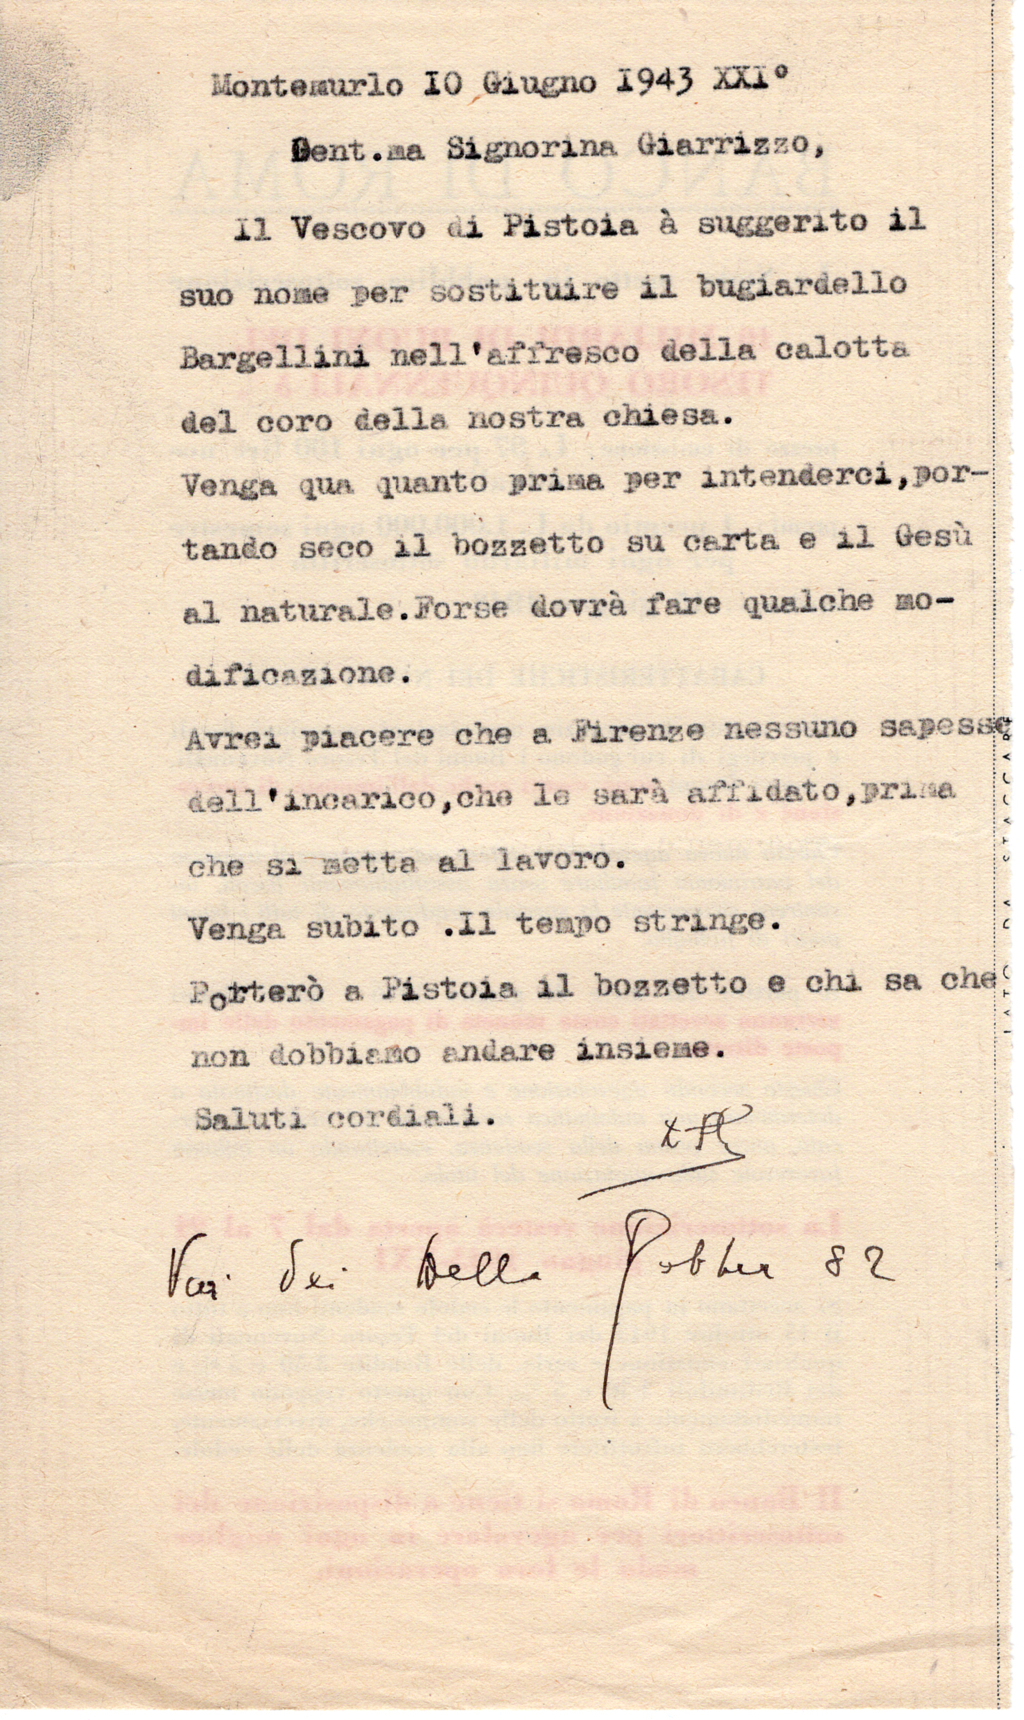 Montemurlo IO Giugno I943 XXI°
Gent.ma Signorina Giarrizzo,
Il Vescovo di Pistoia à suggerito il
suo nome per sostituire il bugiardello
Bargellini nell'affresco della calotta
del coro della nostra chiesa.
Venga qua quanto prima per intenderci,por-
tando seco il bozzetto su carta e il Gesù
al naturale.Forse dovrà fare qualche mo-
dificazione.
Avrei piacere che a Firenze nessuno sapesse
dell'incarico,che le sarà affidato,prima
che si metta al lavoro.
Venga subito .Il tempo stringe.
Porterò a Pistoia il bozzetto e chi sa che
non dobbiamo andare insieme.
Saluti cordiali.
Via dei Della Robbia 82
LATO DA STACCARE